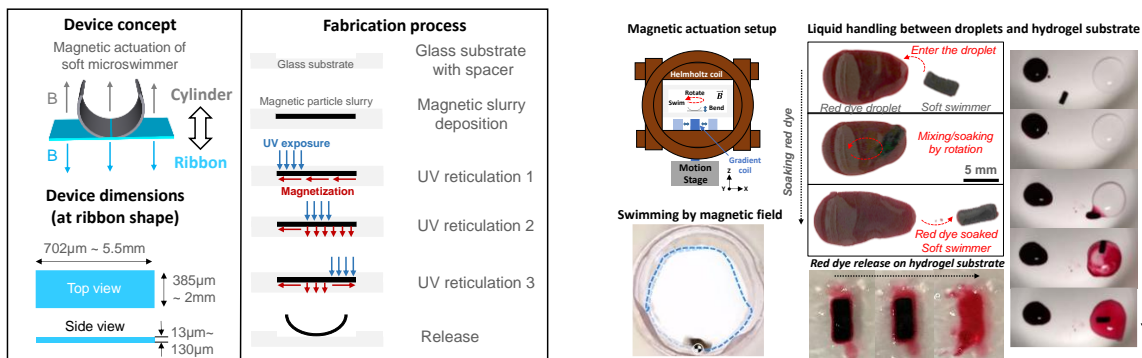 Device concept
Magnetic actuation of
soft microswimmer
B
Cylinder
B
Ribbon
Device dimensions
(at ribbon shape)
702µm ~ 5.5mm
Top view
385µm
~ 2mm
Side view
13µm~
130µm
Fabrication process
Glass substrate
Glass substrate
with spacer
Magnetic particle slurry
Magnetic slurry
deposition
UV exposure
Magnetization
UV reticulation 1
UV reticulation 2
UV reticulation 3
Release
Magnetic actuation setup
Helmholtz coil
Rotate
B
Swim
Bend
Gradient
coil
Motion
Stage
Z
Y
X
Swimming by magnetic field
Liquid handling between droplets and hydrogel substrate
Soaking red dye
Enter the droplet
Red dye droplet
Soft swimmer
Mixing/soaking
by rotation
5 mm
Red dye soaked
Soft swimmer
Red dye release on hydrogel substrate